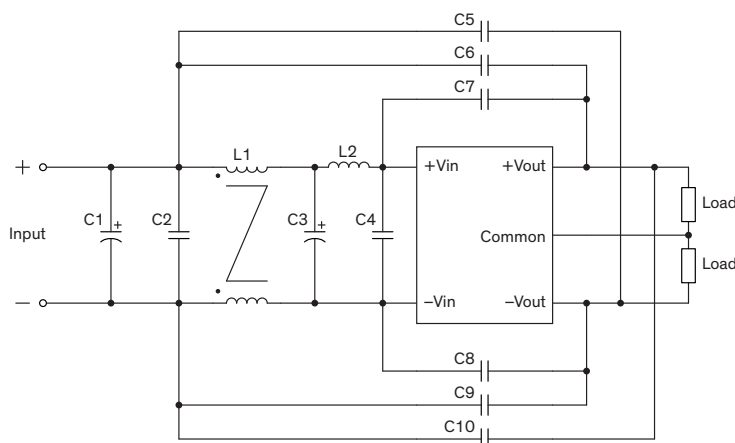 C5
C6
C7
L1
L2
+
+Vin
+Vout
Load
C1
+
C2
C3
+
C4
Input
Common
Load
–
–Vin
–Vout
C8
C9
C10